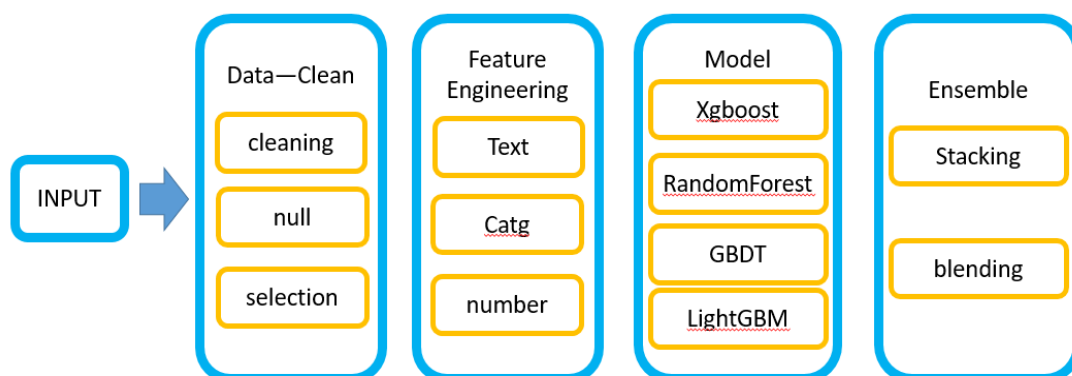 INPUT
Data—Clean
cleaning
null
selection
Feature
Engineering
Text
Catg
number
Model
Xgboost
RandomForest
GBDT
LightGBM
Ensemble
Stacking
blending